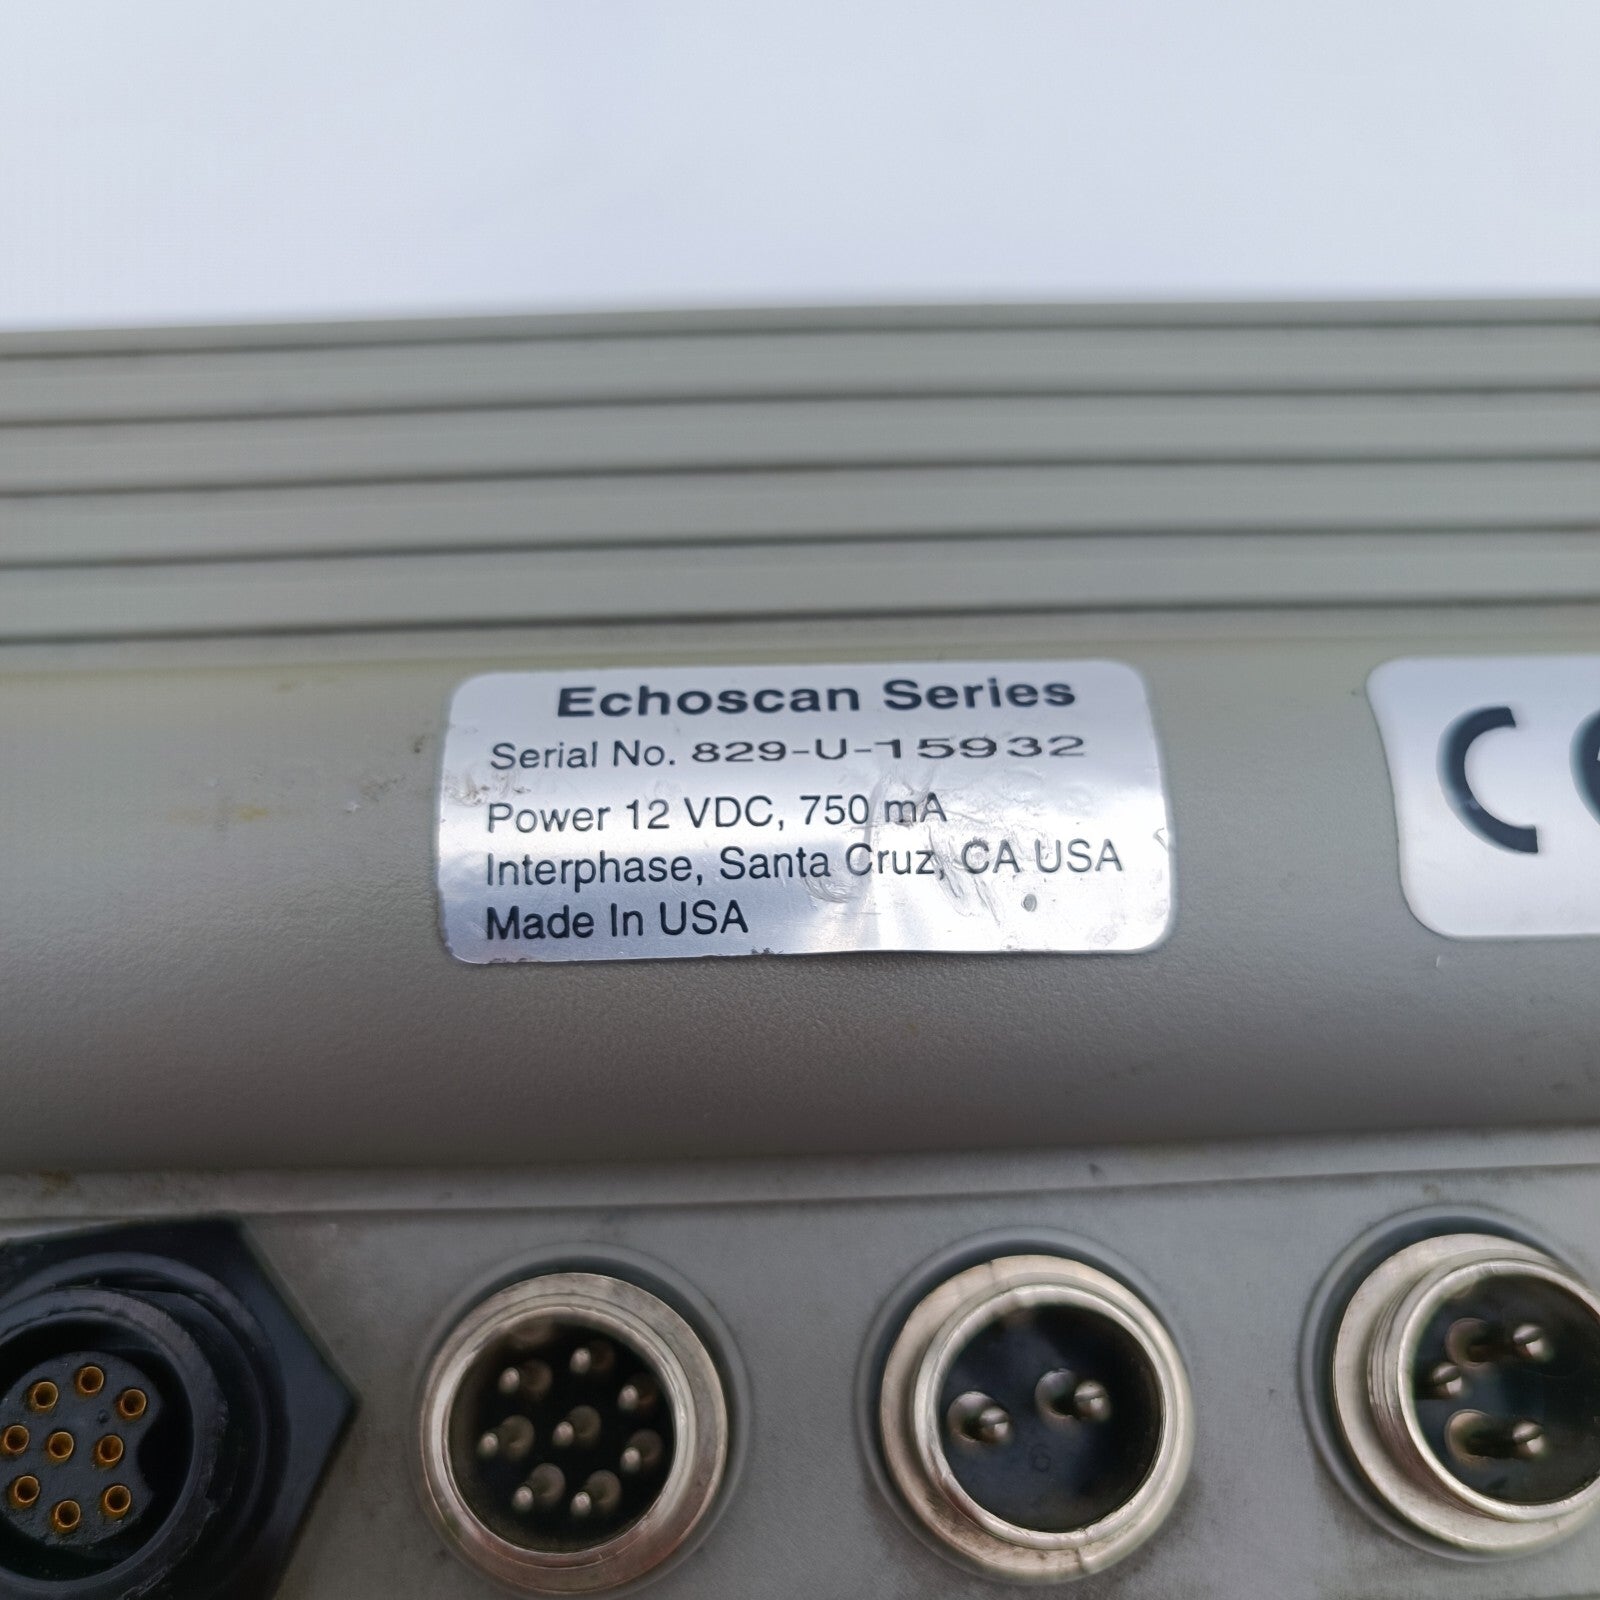 Echoscan Series
Serial No. 829-U-15932
Power 12 VDC, 750 mA
Interphase, Santa Cruz, CA USA
Made In USA